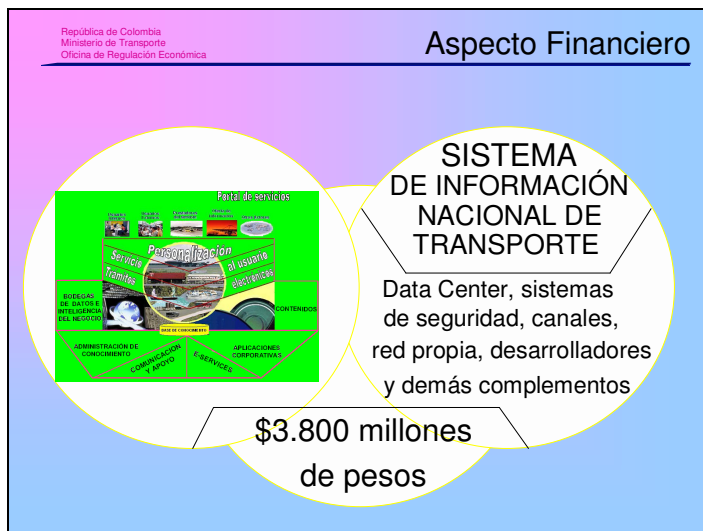 República de Colombia
Ministerio de Transporte
Oficina de Regulación Económica
Aspecto Financiero
Portal de servicios
Personalización
Servicio
al usuario
Tramites
electronicos
BODEGAS
DE DATOS E
INTELIGENCIA
DEL NEGOCIO
CONTENIDOS
BASE DE CONOCIMIENTO
ADMINISTRACIÓN DE
CONOCIMIENTO
COMUNICACIÓN
Y APOYO
E-SERVICES
APLICACIONES
CORPORATIVAS
SISTEMA
DE INFORMACIÓN
NACIONAL DE
TRANSPORTE
Data Center, sistemas
de seguridad, canales,
red propia, desarrolladores
y demás complementos
$3.800 millones
de pesos